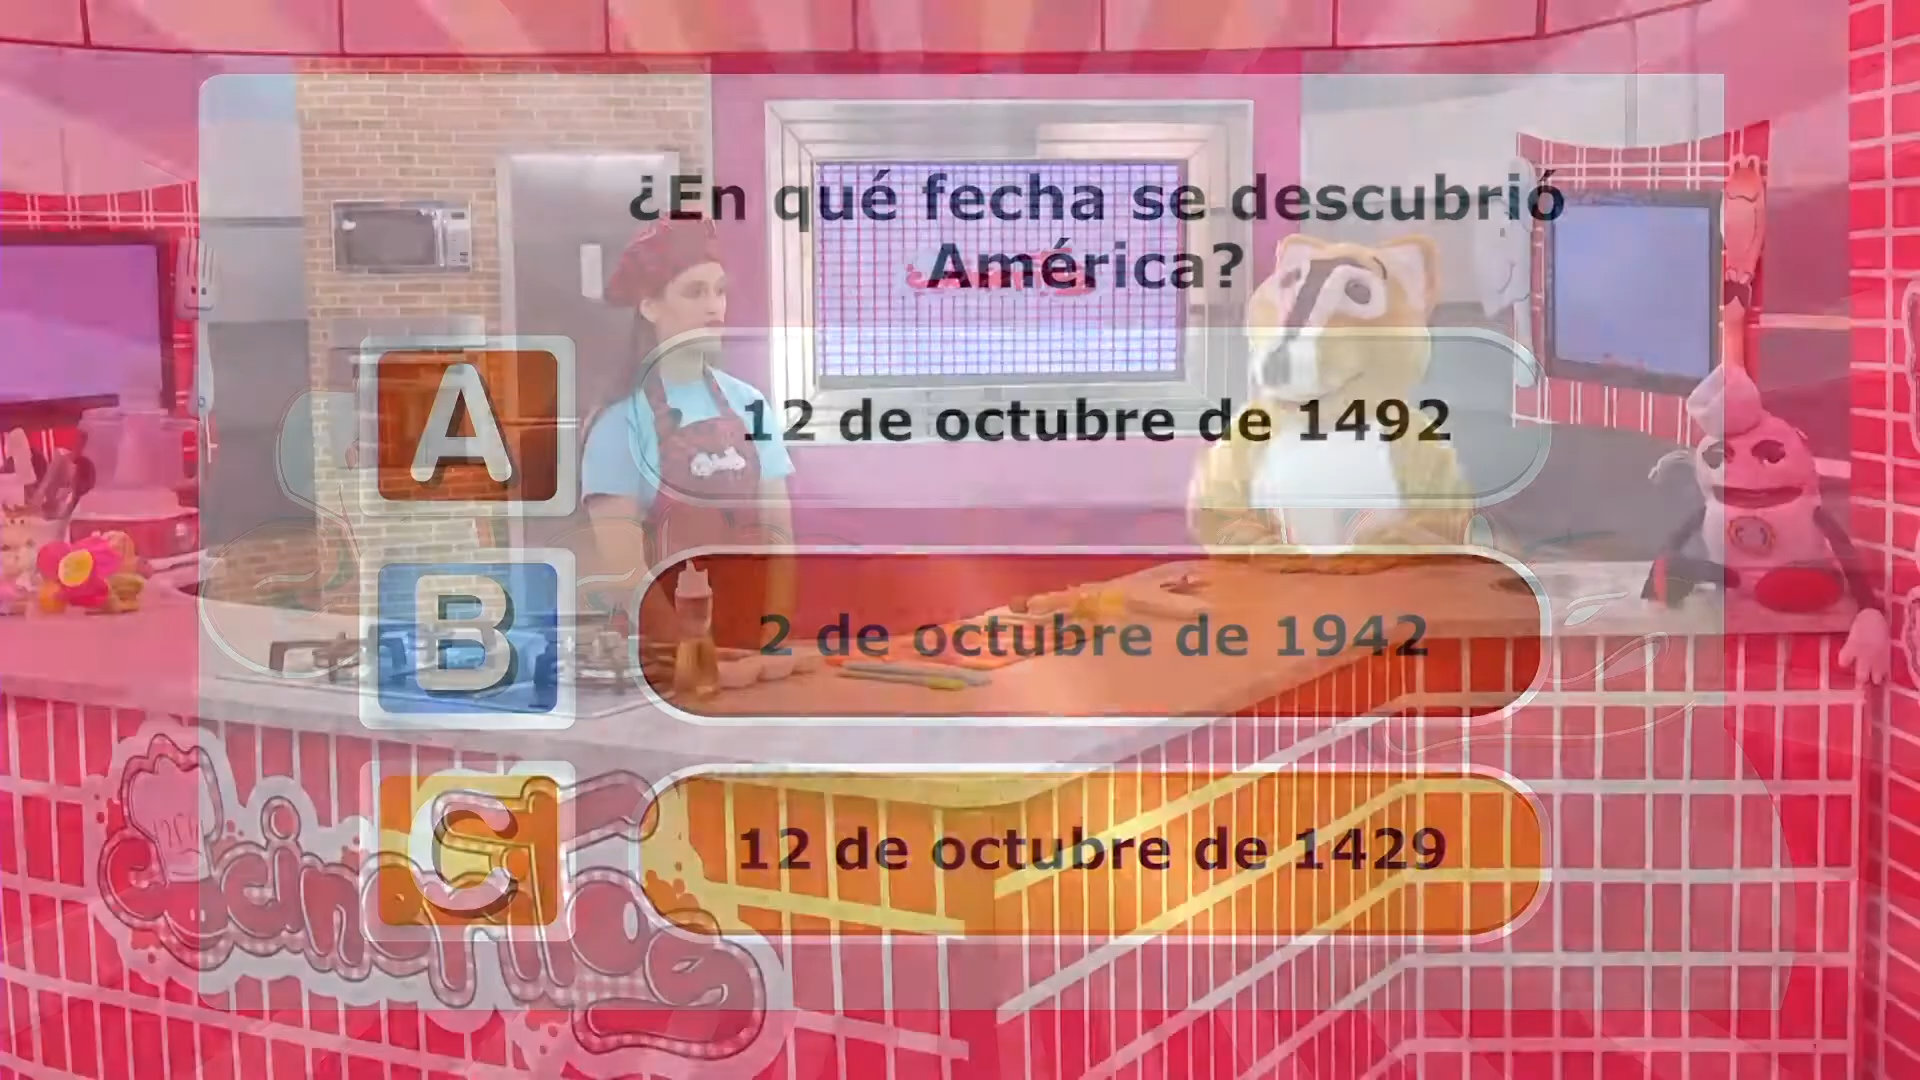 ¿En qué fecha se descubrió
América?
A
12 de octubre de 1492
B
2 de octubre de 1942
C
12 de octubre de 1429